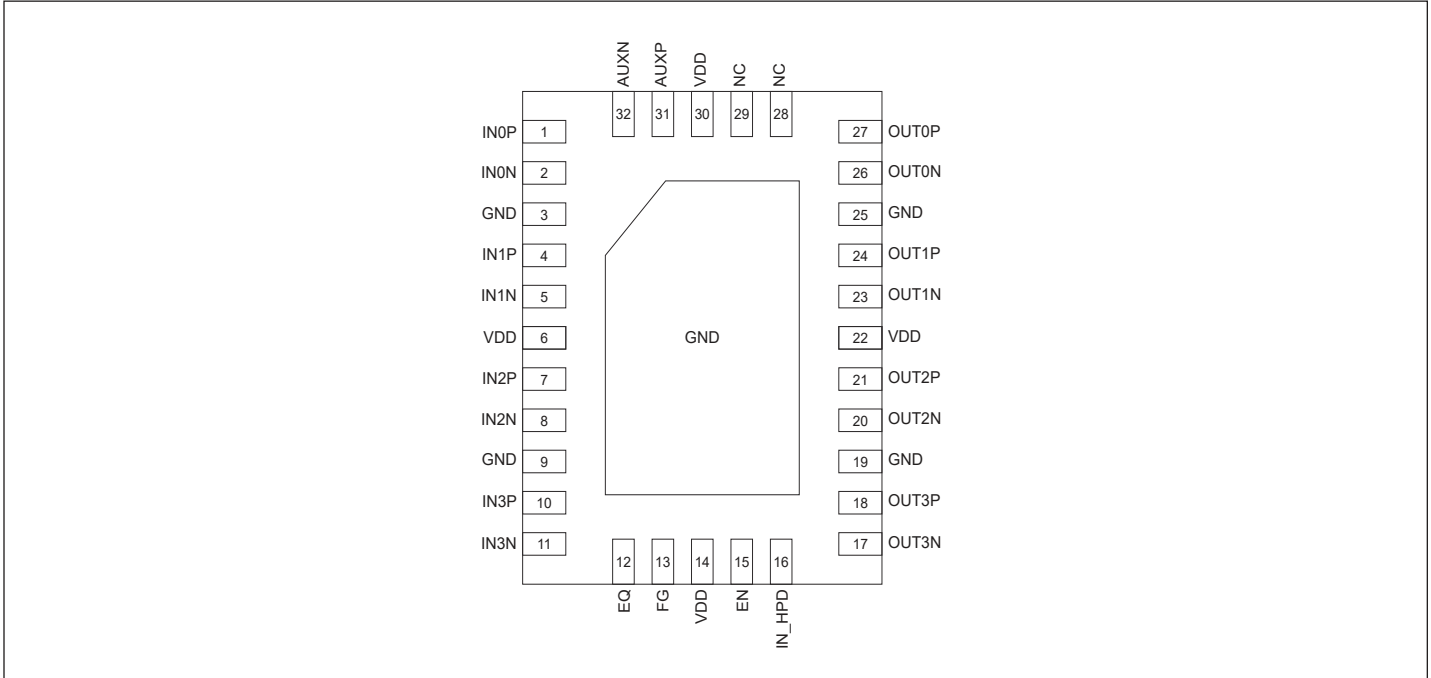 AUXN AUXP VDD NC NC
32 31 30 29 28
IN0P 1 27 OUT0P
IN0N 2 26 OUT0N
GND 3 25 GND
IN1P 4 24 OUT1P
IN1N 5 23 OUT1N
VDD 6 GND 22 VDD
IN2P 7 21 OUT2P
IN2N 8 20 OUT2N
GND 9 19 GND
IN3P 10 18 OUT3P
IN3N 11 17 OUT3N
12 13 14 15 16
EQ FG VDD EN IN_HPD